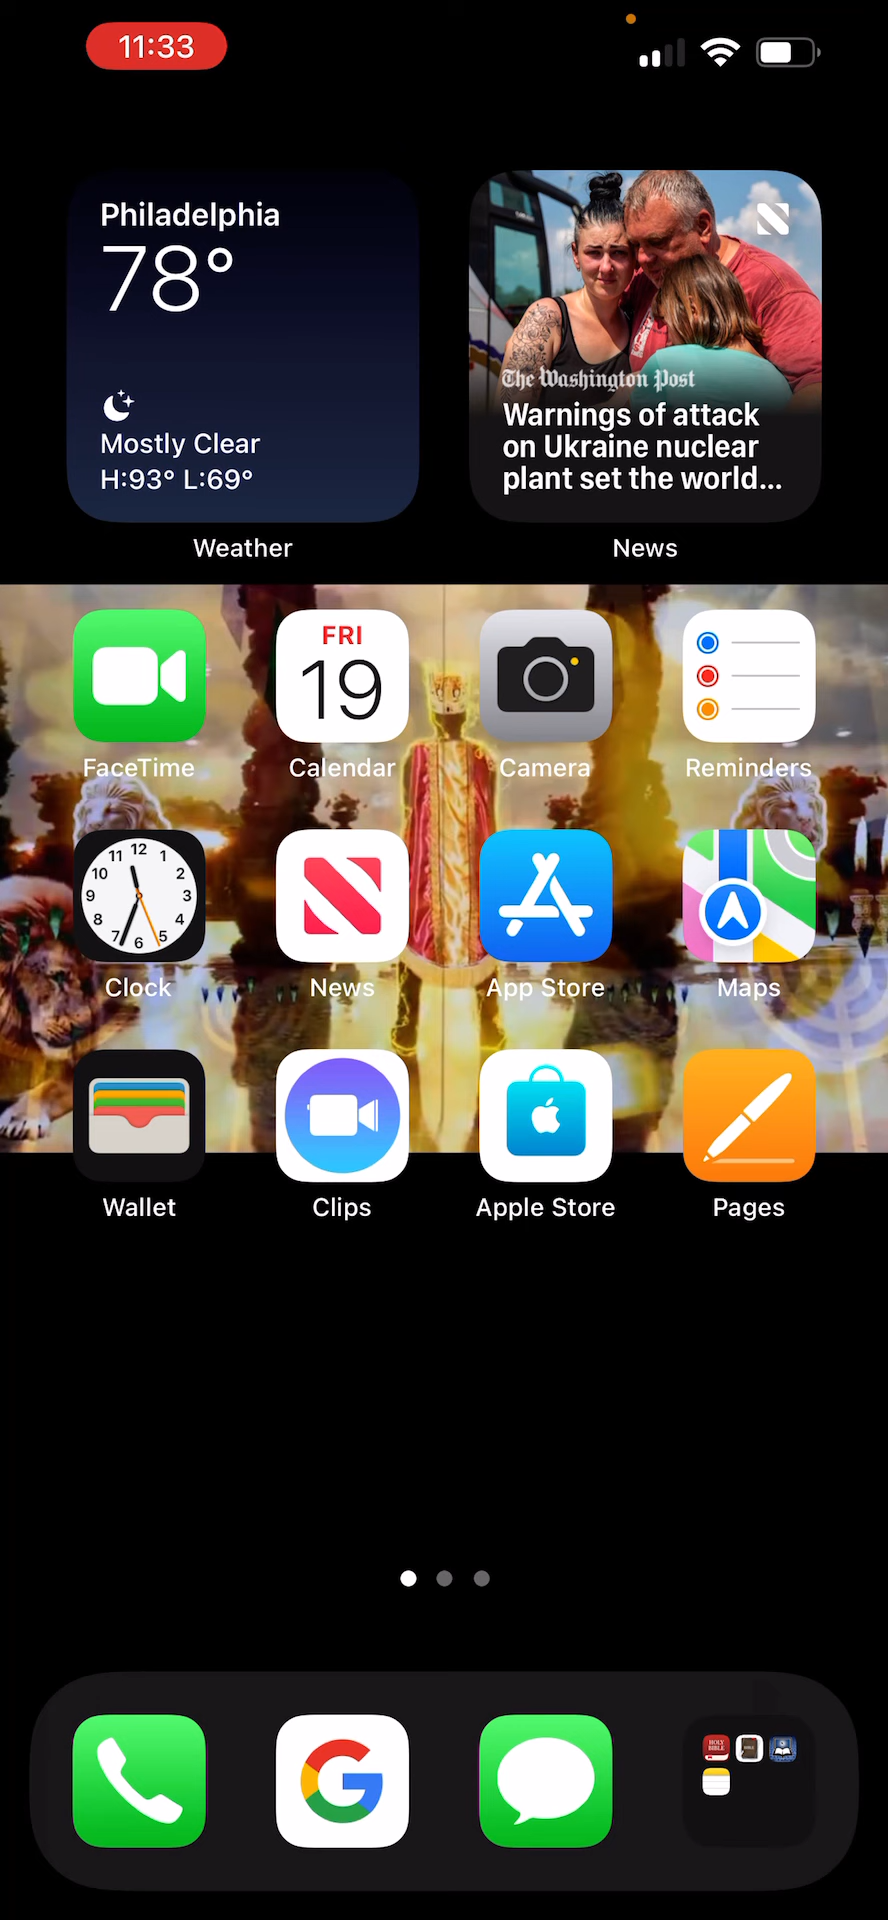 11:33
Philadelphia
78°
Mostly Clear
H:93° L:69°
Weather
The Washington Post
Warnings of attack
on Ukraine nuclear
plant set the world...
News
FaceTime
FRI
19
Calendar
Camera
Reminders
12
1
2
3
4
5
6
7
8
9
10
11
Clock
News
App Store
Maps
Wallet
Clips
Apple Store
Pages
G
HOLY
BIBLE